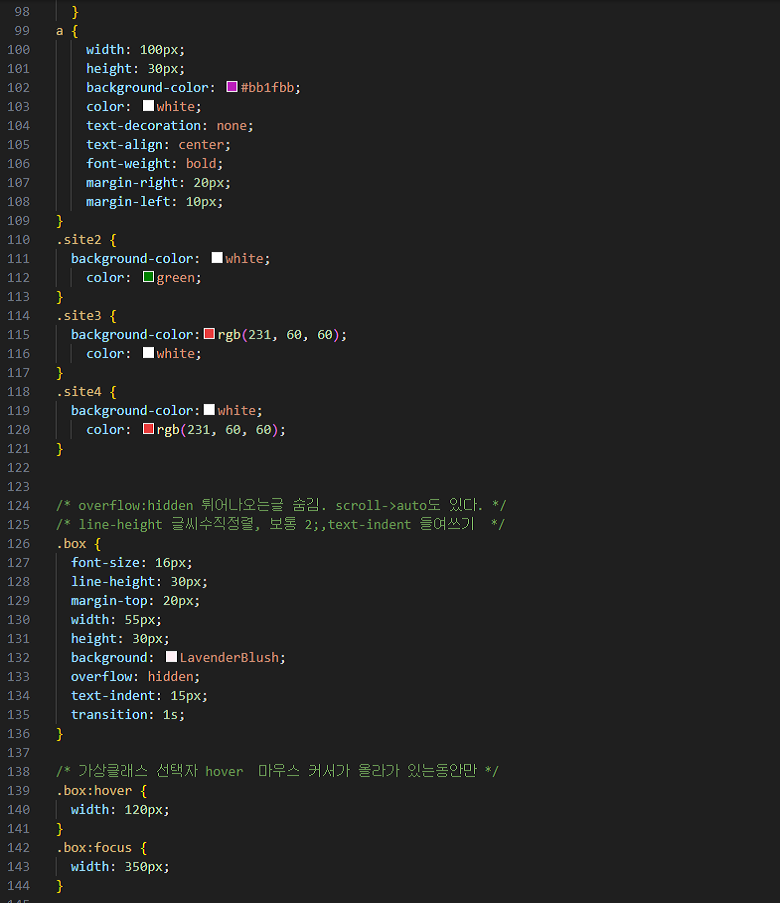 98 }
99 a {
100 width: 100px;
101 height: 30px;
102 background-color: #bb1fbb;
103 color: white;
104 text-decoration: none;
105 text-align: center;
106 font-weight: bold;
107 margin-right: 20px;
108 margin-left: 10px;
109 }
110 .site2 {
111 background-color: white;
112 color: green;
113 }
114 .site3 {
115 background-color: rgb(231, 60, 60);
116 color: white;
117 }
118 .site4 {
119 background-color: white;
120 color: rgb(231, 60, 60);
121 }
122
123
124 /* overflow:hidden 튀어나오는글 숨김. scroll->auto도 있다. */
125 /* line-height 글씨수직정렬, 보통 2;,text-indent 들여쓰기  */
126 .box {
127 font-size: 16px;
128 line-height: 30px;
129 margin-top: 20px;
130 width: 55px;
131 height: 30px;
132 background: LavenderBlush;
133 overflow: hidden;
134 text-indent: 15px;
135 transition: 1s;
136 }
137
138 /* 가상클래스 선택자 hover  마우스 커서가 올라가 있는동안만 */
139 .box:hover {
140 width: 120px;
141 }
142 .box:focus {
143 width: 350px;
144 }